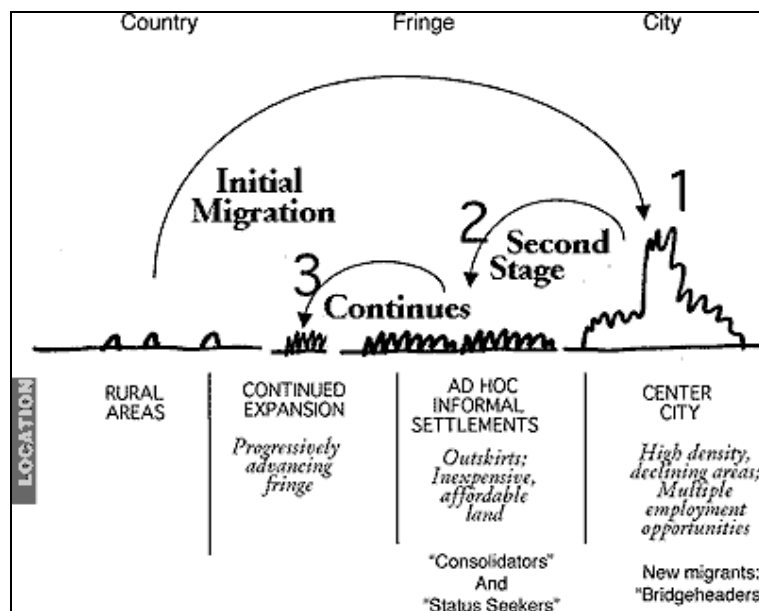 Country Fringe City
Initial
Migration
1
2
Second
Stage
3
Continues
LOCATION
RURAL
AREAS
CONTINUED
EXPANSION
Progressively
advancing
fringe
AD HOC
INFORMAL
SETTLEMENTS
Outskirts;
Inexpensive,
affordable
land
"Consolidators"
And
"Status Seekers"
CENTER
CITY
High density,
declining areas;
Multiple
employment
opportunities
New migrants:
"Bridgeheaders